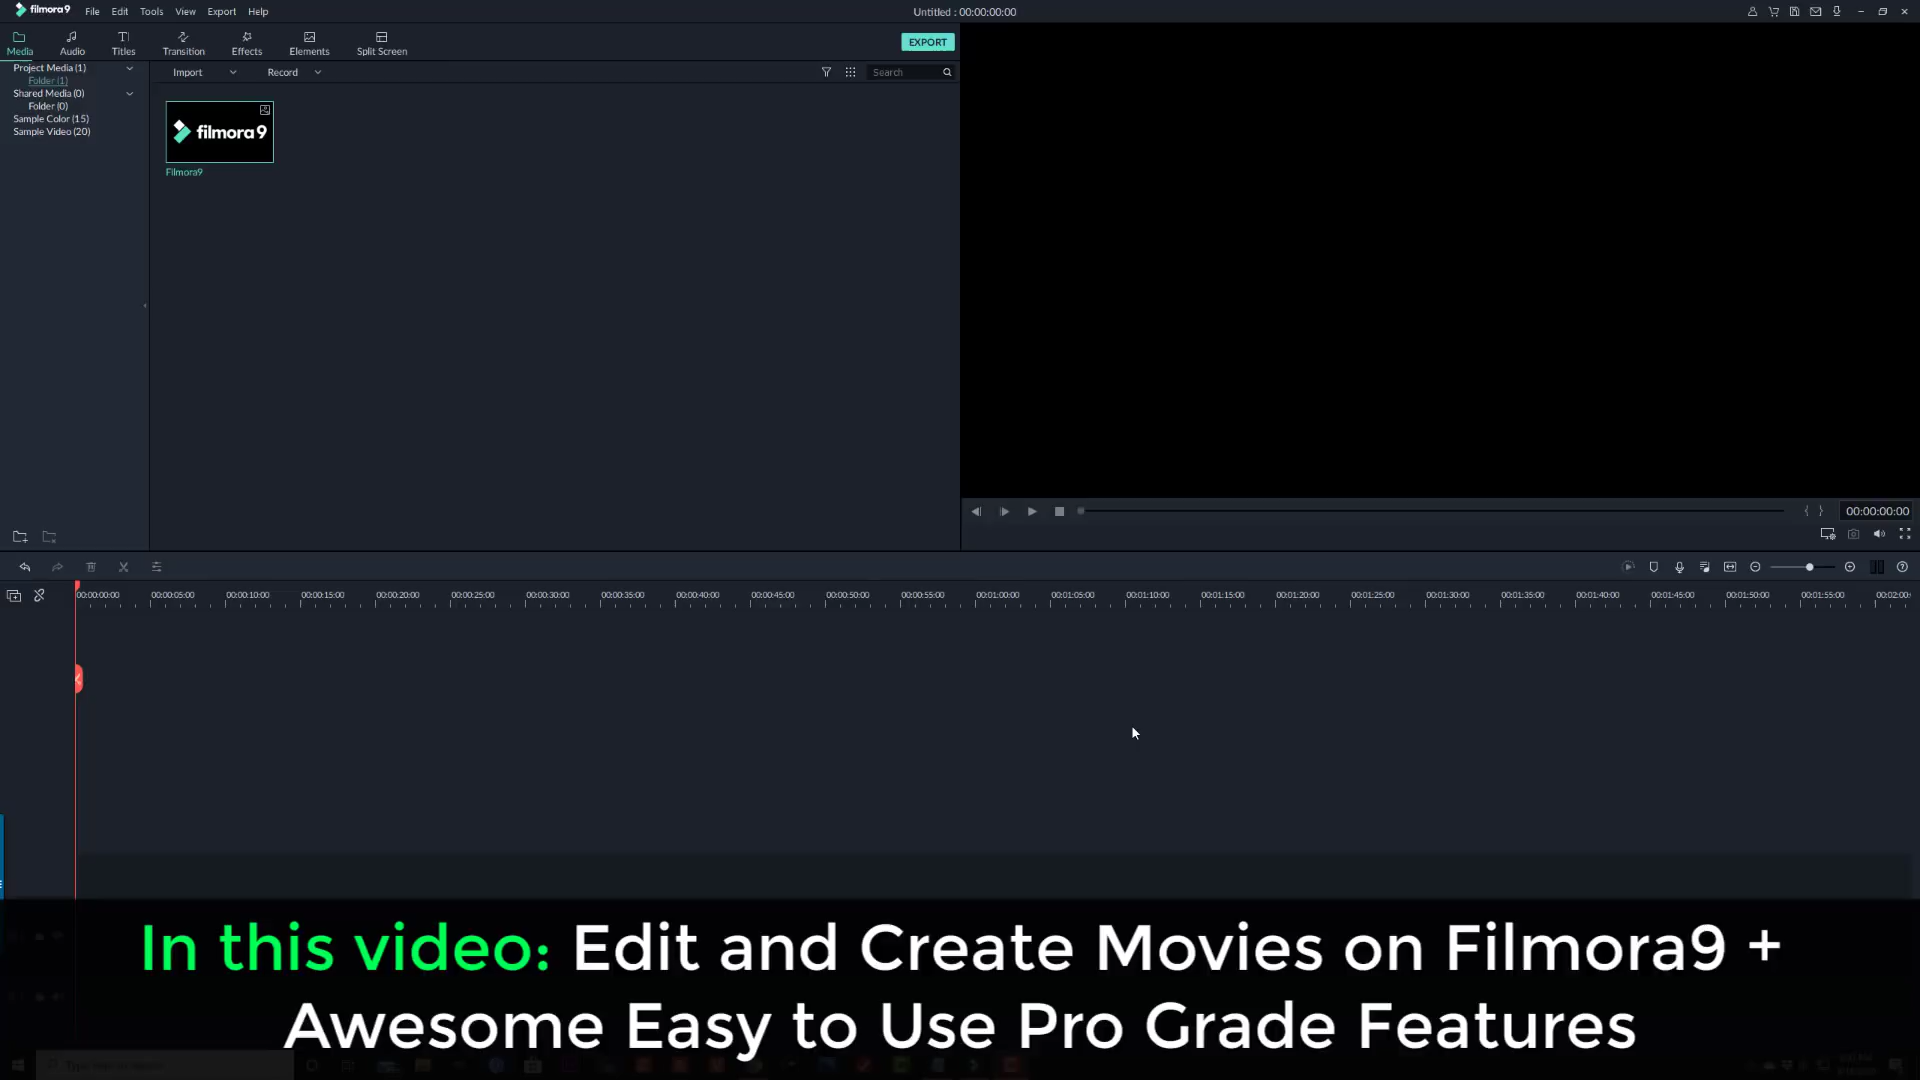 filmora9 File Edit Tools View Export Help Untitled : 00:00:00:00
Media Audio Titles Transition Effects Elements Split Screen EXPORT
Project Media (1) Import Record Search
Folder (1)
Shared Media (0)
Folder (0)
Sample Color (15)
Sample Video (20)
filmora9
Filmora9
00:00:00:00
00:00:00:00 00:00:05:00 00:00:10:00 00:00:15:00 00:00:20:00 00:00:25:00 00:00:30:00 00:00:35:00 00:00:40:00 00:00:45:00 00:00:50:00 00:00:55:00 00:01:00:00 00:01:05:00 00:01:10:00 00:01:15:00 00:01:20:00 00:01:25:00 00:01:30:00 00:01:35:00 00:01:40:00 00:01:45:00 00:01:50:00 00:01:55:00 00:02:00:
In this video: Edit and Create Movies on Filmora9 +
Awesome Easy to Use Pro Grade Features